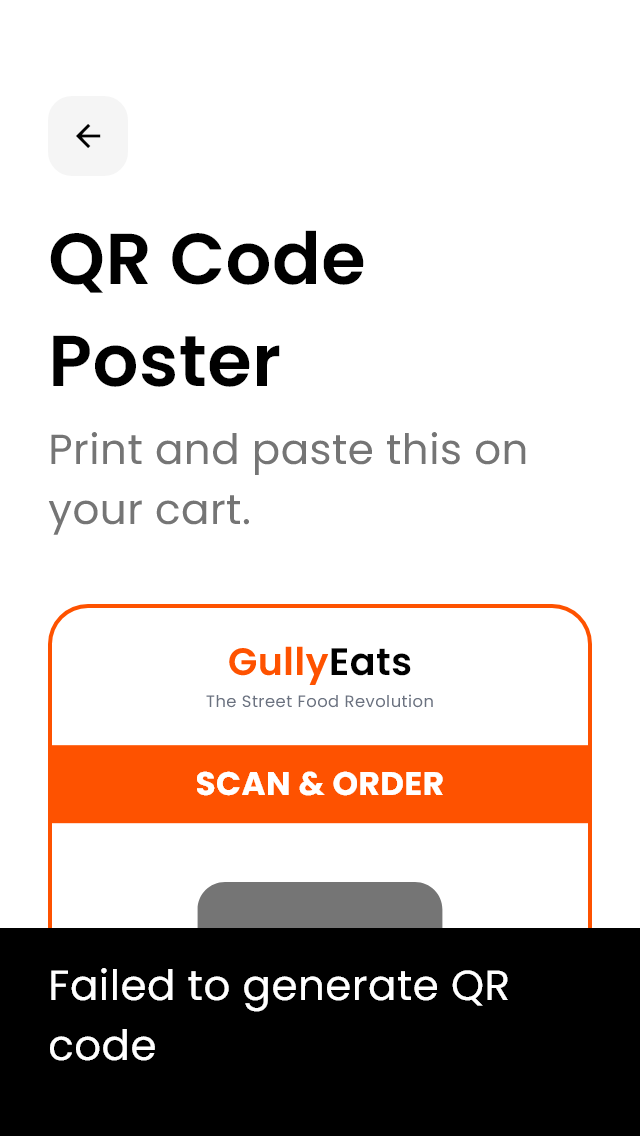 QR Code
Poster
Print and paste this on
your cart.
GullyEats
The Street Food Revolution
SCAN & ORDER
Failed to generate QR
code